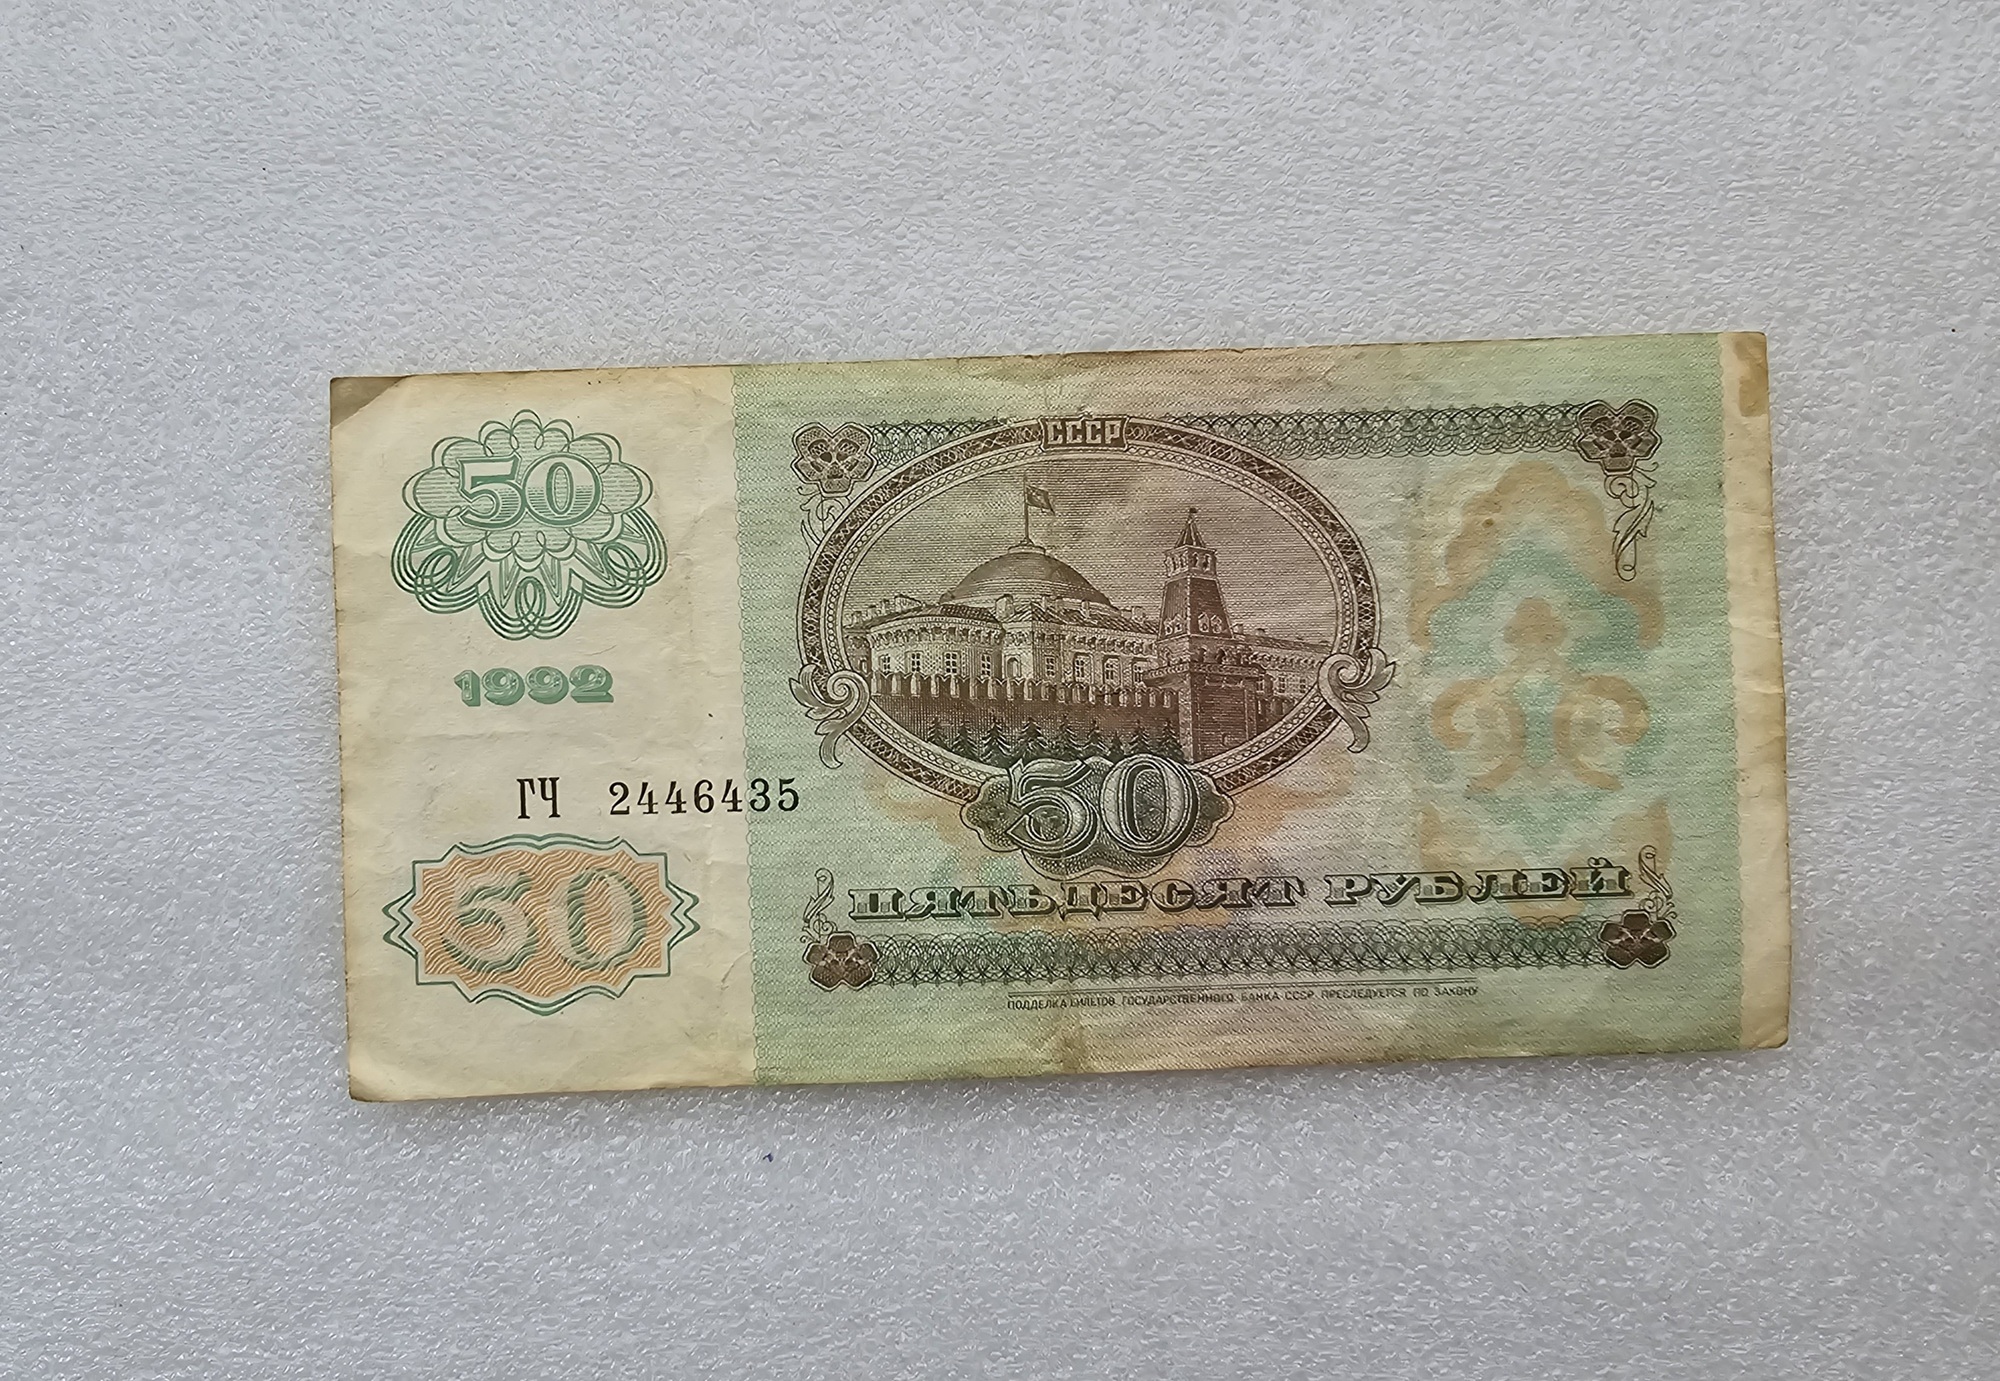 50
1992
ГЧ 2446435
50
СССР
50
ПЯТЬДЕСЯТ РУБЛЕЙ
ПОДДЕЛКА БИЛЕТОВ ГОСУДАРСТВЕННОГО БАНКА СССР ПРЕСЛЕДУЕТСЯ ПО ЗАКОНУ